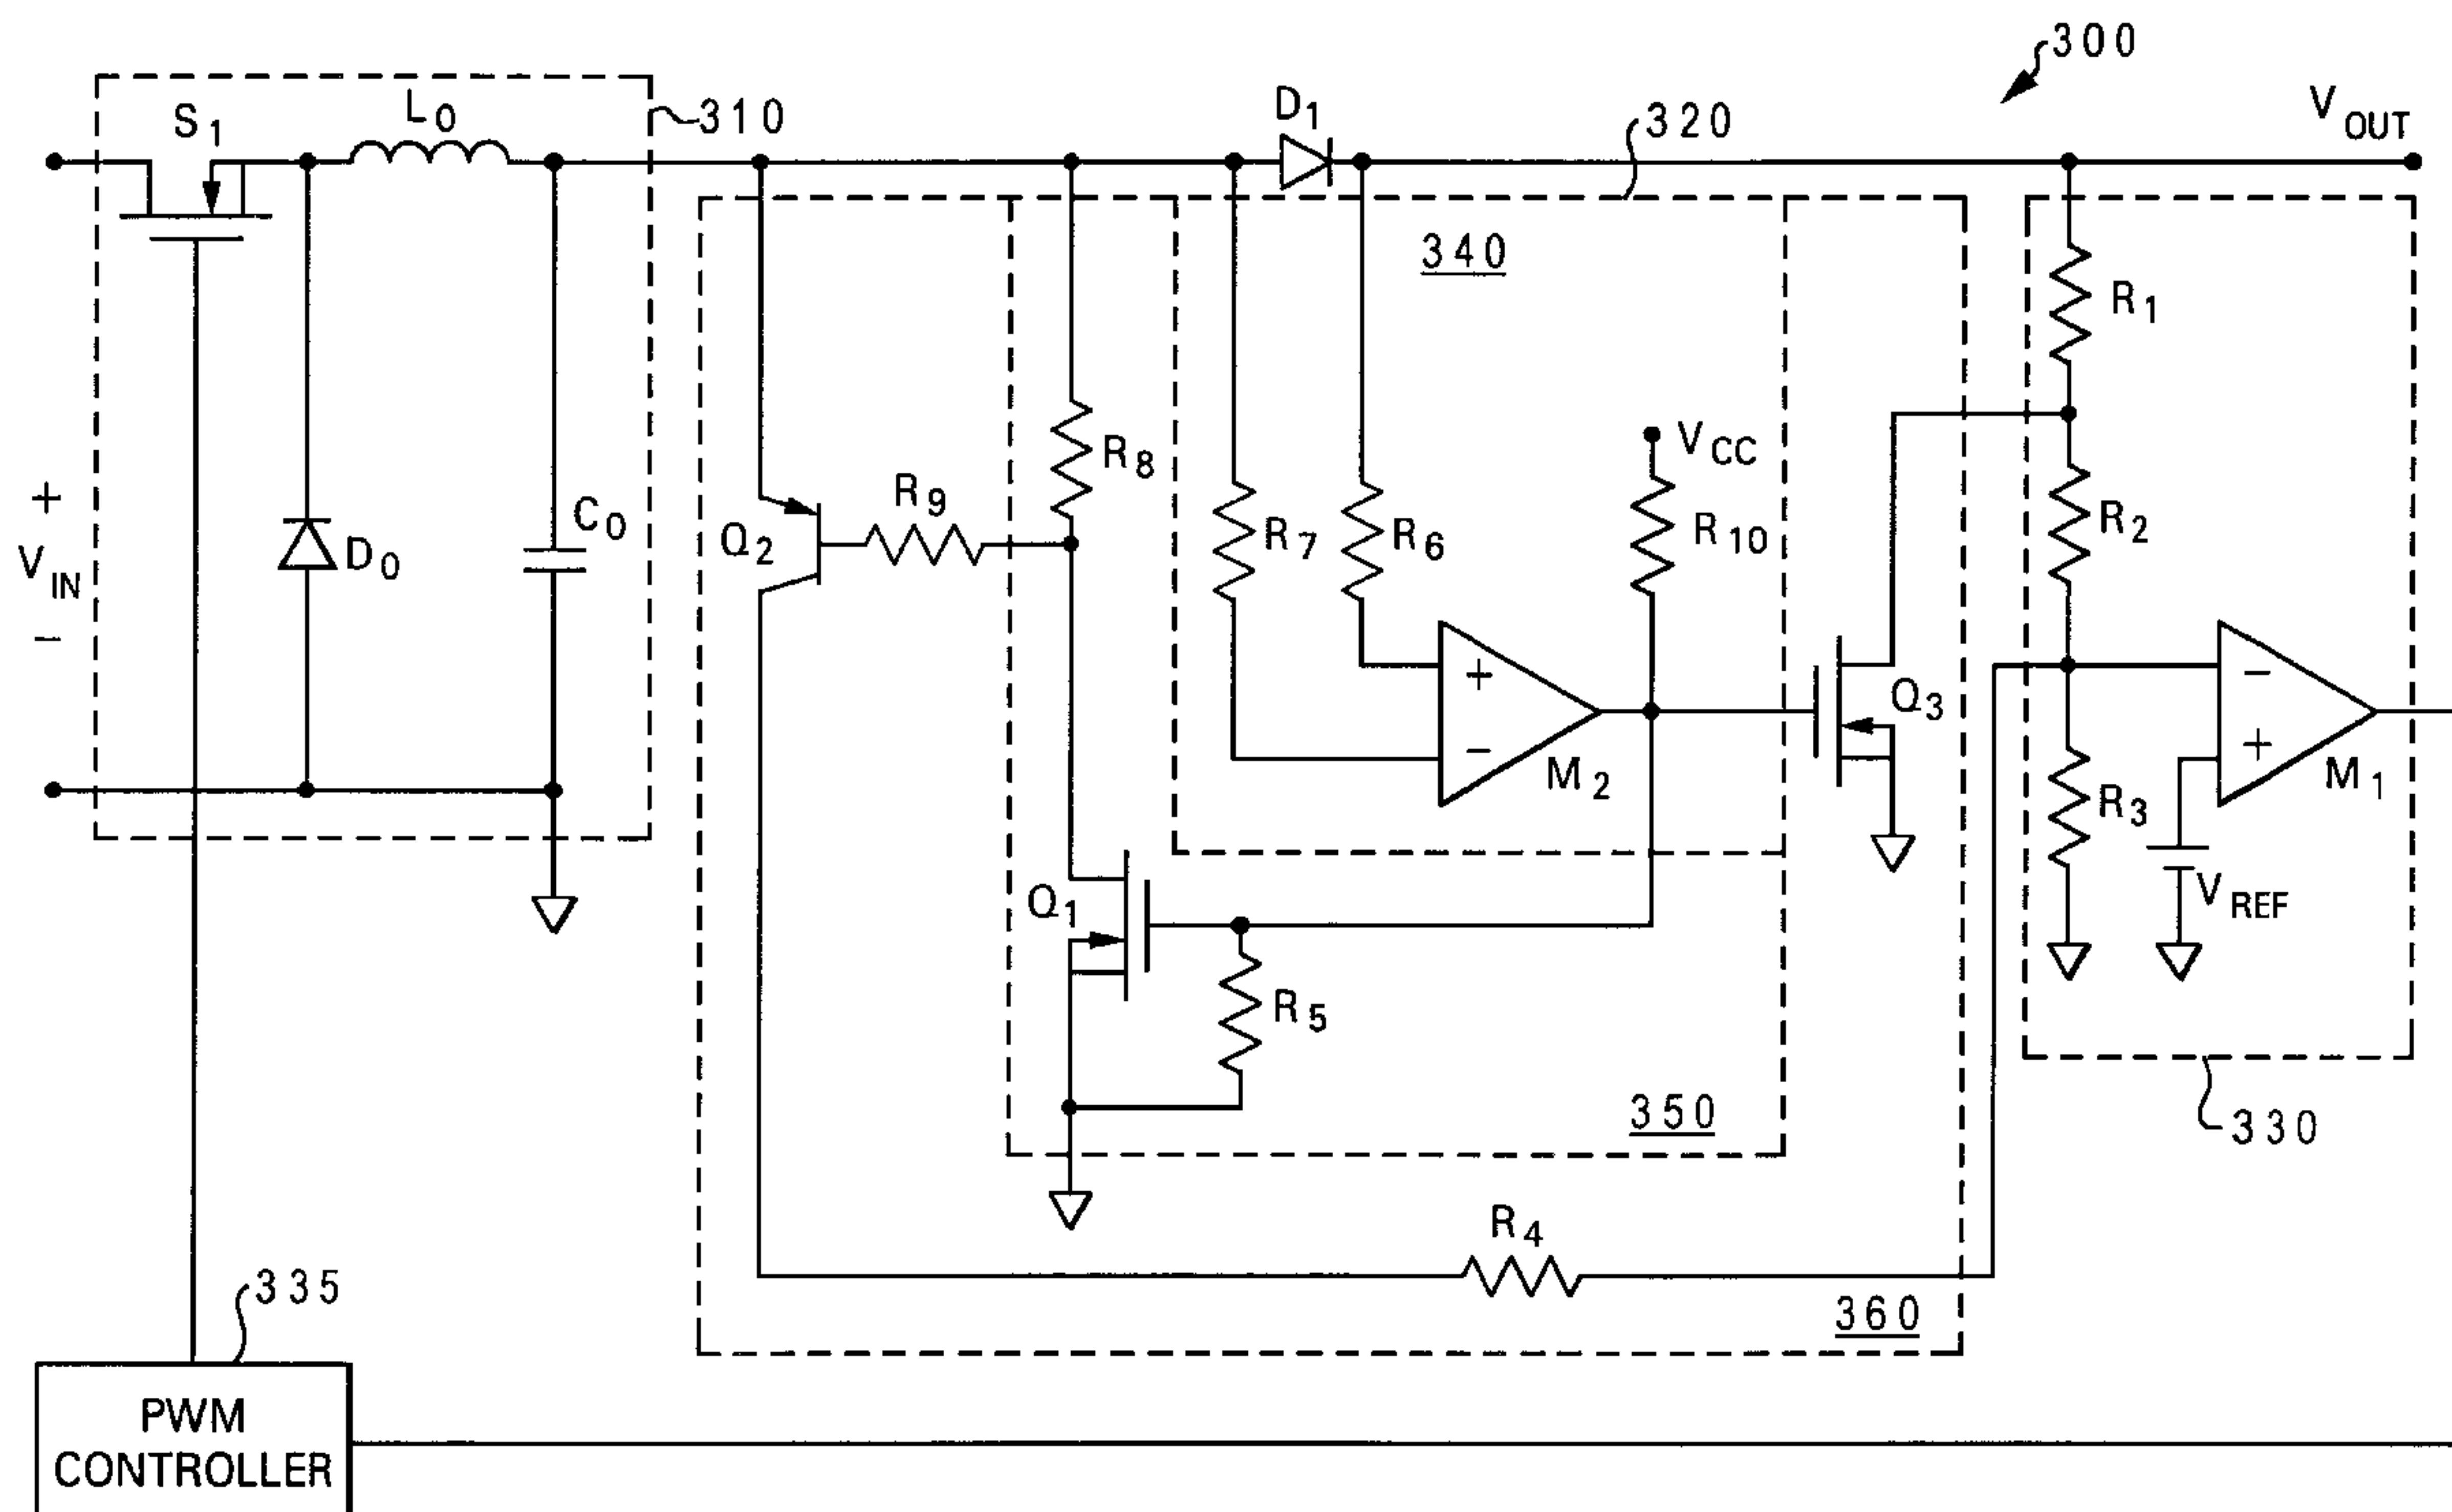 300
S1
L0
310
D1
320
VOUT
340
R1
VCC
R8
R9
+
VIN
−
D0
C0
Q2
R7
R6
R10
R2
+
−
M2
Q3
−
+
M1
R3
VREF
Q1
R5
350
330
R4
360
335
PWM
CONTROLLER